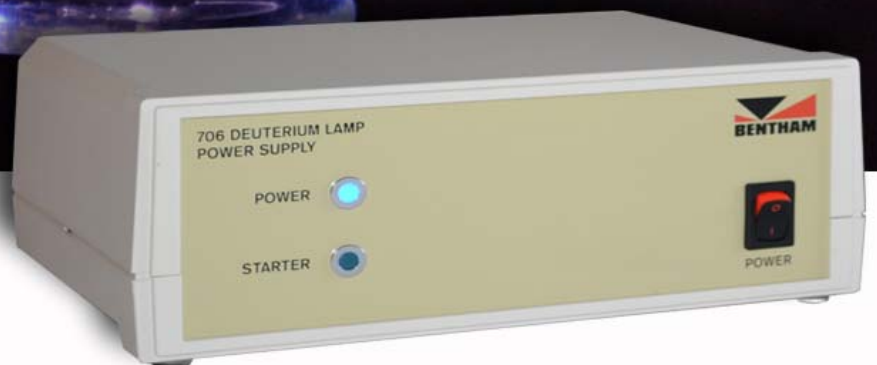 706 DEUTERIUM LAMP
POWER SUPPLY
BENTHAM
POWER
STARTER
POWER